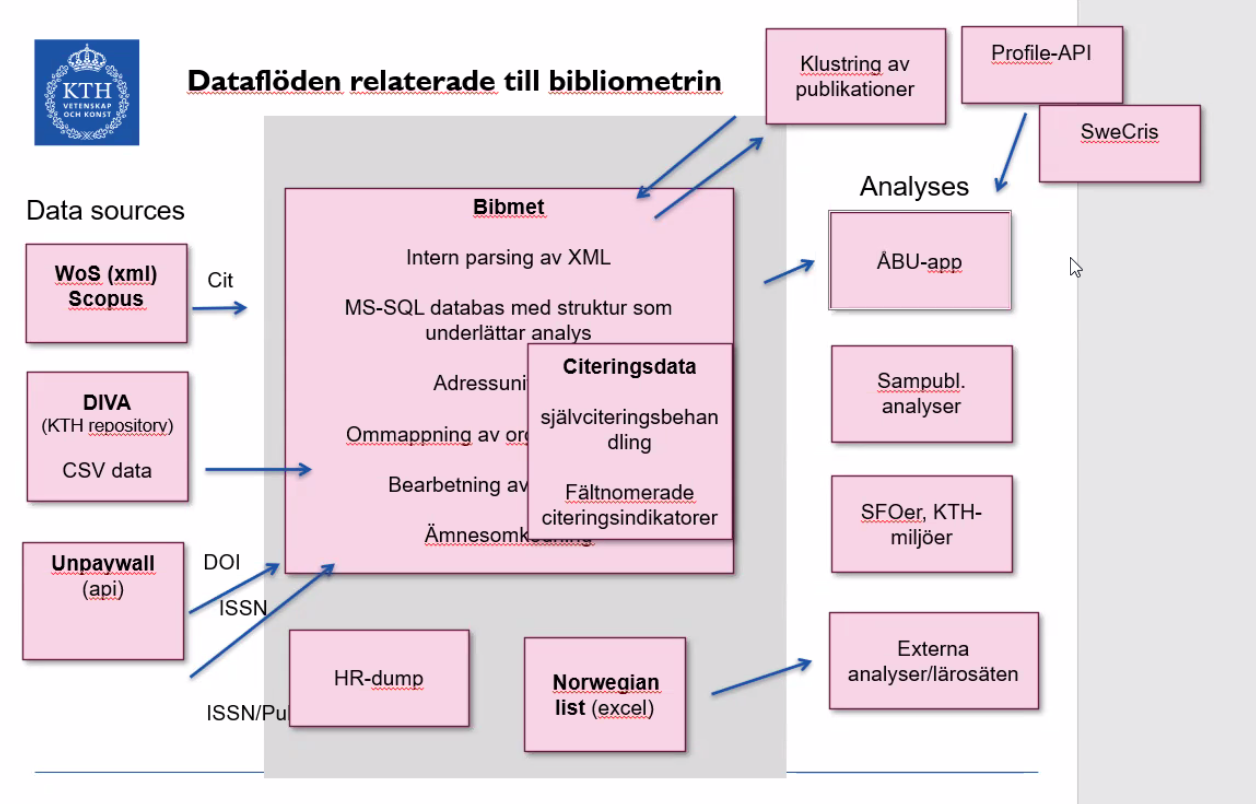 KTH
VETENSKAP
OCH KONST
Dataflöden relaterade till bibliometrin
Klustring av
publikationer
Profile-API
SweCris
Data sources
WoS (xml)
Scopus
Cit
DIVA
(KTH repository)
CSV data
Unpaywall
(api)
DOI
ISSN
ISSN/Pu
Bibmet
Intern parsing av XML
MS-SQL databas med struktur som
underlättar analys
Adressuni
Ommappning av
Bearbetning av
Citeringsdata
självciteringsbehan
dling
Fältnomerade
citeringsindikatorer
HR-dump
Norwegian
list (excel)
Analyses
ÅBU-app
Sampubl.
analyser
SFOer, KTH-
miljöer
Externa
analyser/lärosäten